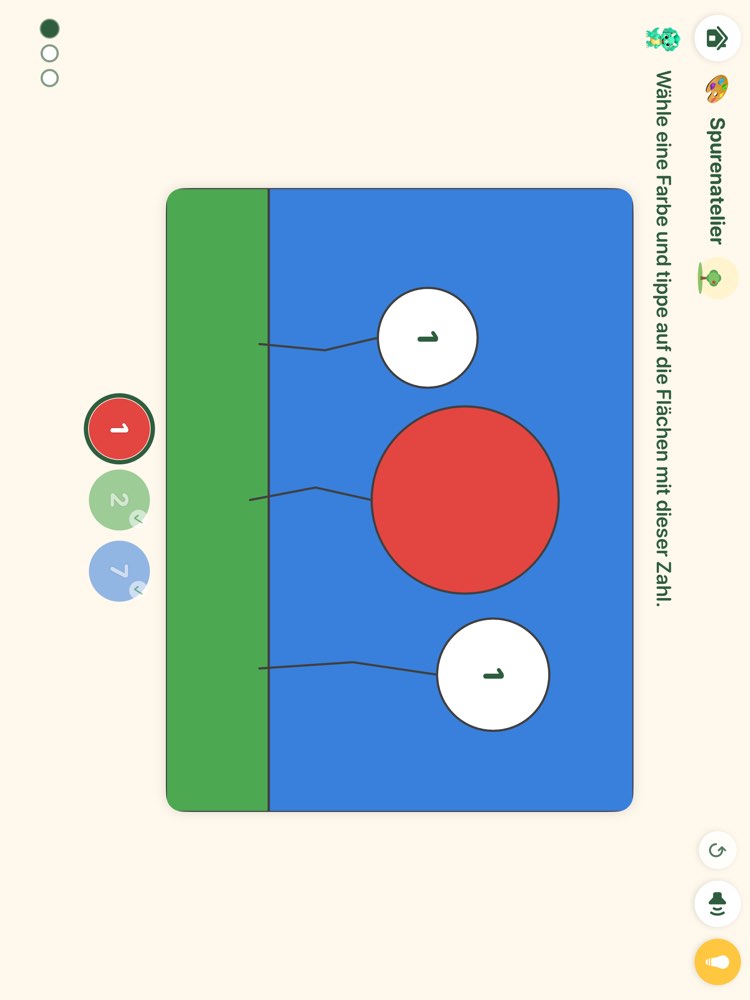 Spurenatelier
Wähle eine Farbe und tippe auf die Flächen mit dieser Zahl.
1
1
1
2
7